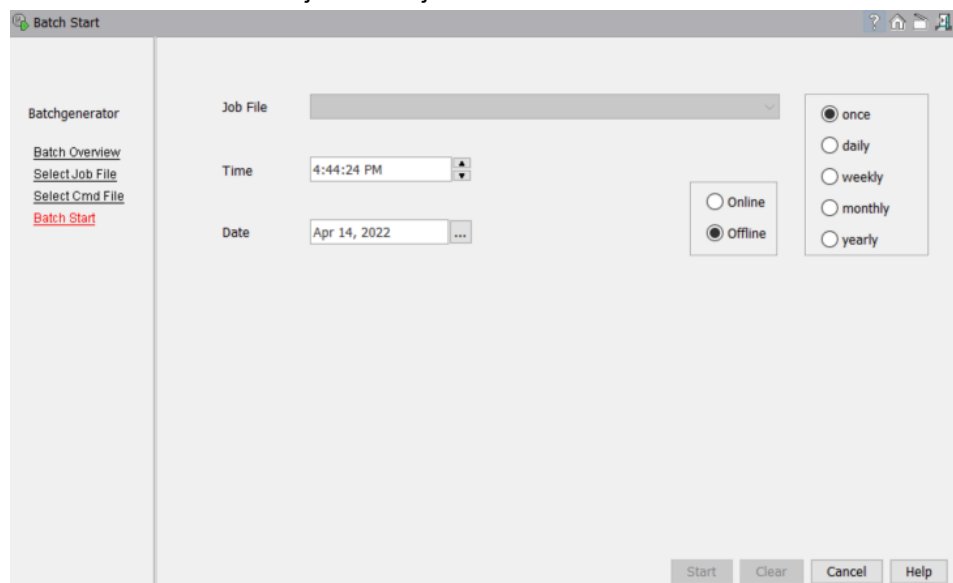 Batch Start
?
Batchgenerator
Batch Overview
Select Job File
Select Cmd File
Batch Start
Job File
Time
4:44:24 PM
Date
Apr 14, 2022
...
Online
Offline
once
daily
weekly
monthly
yearly
Start
Clear
Cancel
Help